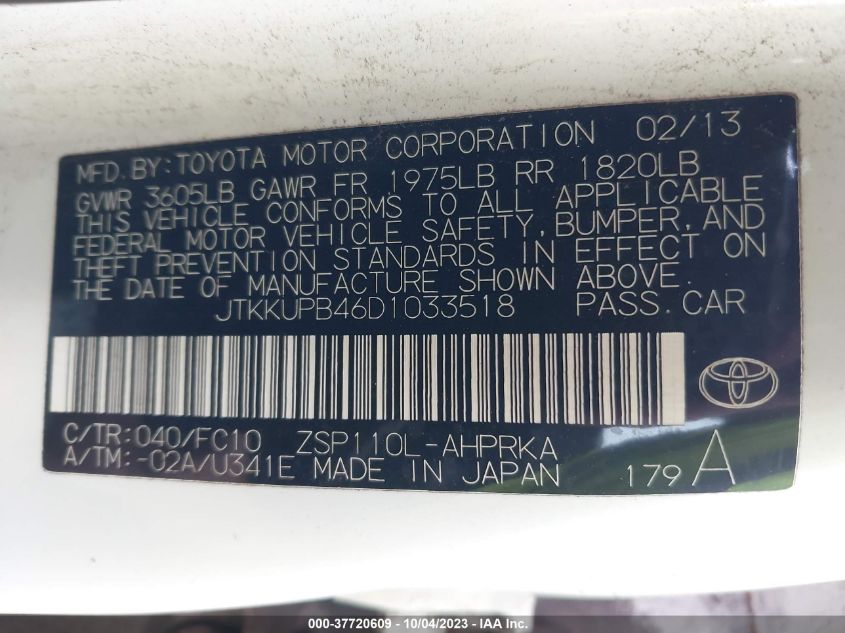 MFD. BY: TOYOTA MOTOR CORPORATION 02/13
GVWR 3605LB GAWR FR 1975LB RR 1820LB
THIS VEHICLE CONFORMS TO ALL APPLICABLE
FEDERAL MOTOR VEHICLE SAFETY, BUMPER, AND
THEFT PREVENTION STANDARDS IN EFFECT ON
THE DATE OF MANUFACTURE SHOWN ABOVE.
JTKKUPB46D1033518 PASS. CAR
C/TR: 040/FC10 ZSP110L-AHPRKA
A/TM: -02A/U341E MADE IN JAPAN 179 A
000-37720609 - 10/04/2023 - IAA Inc.